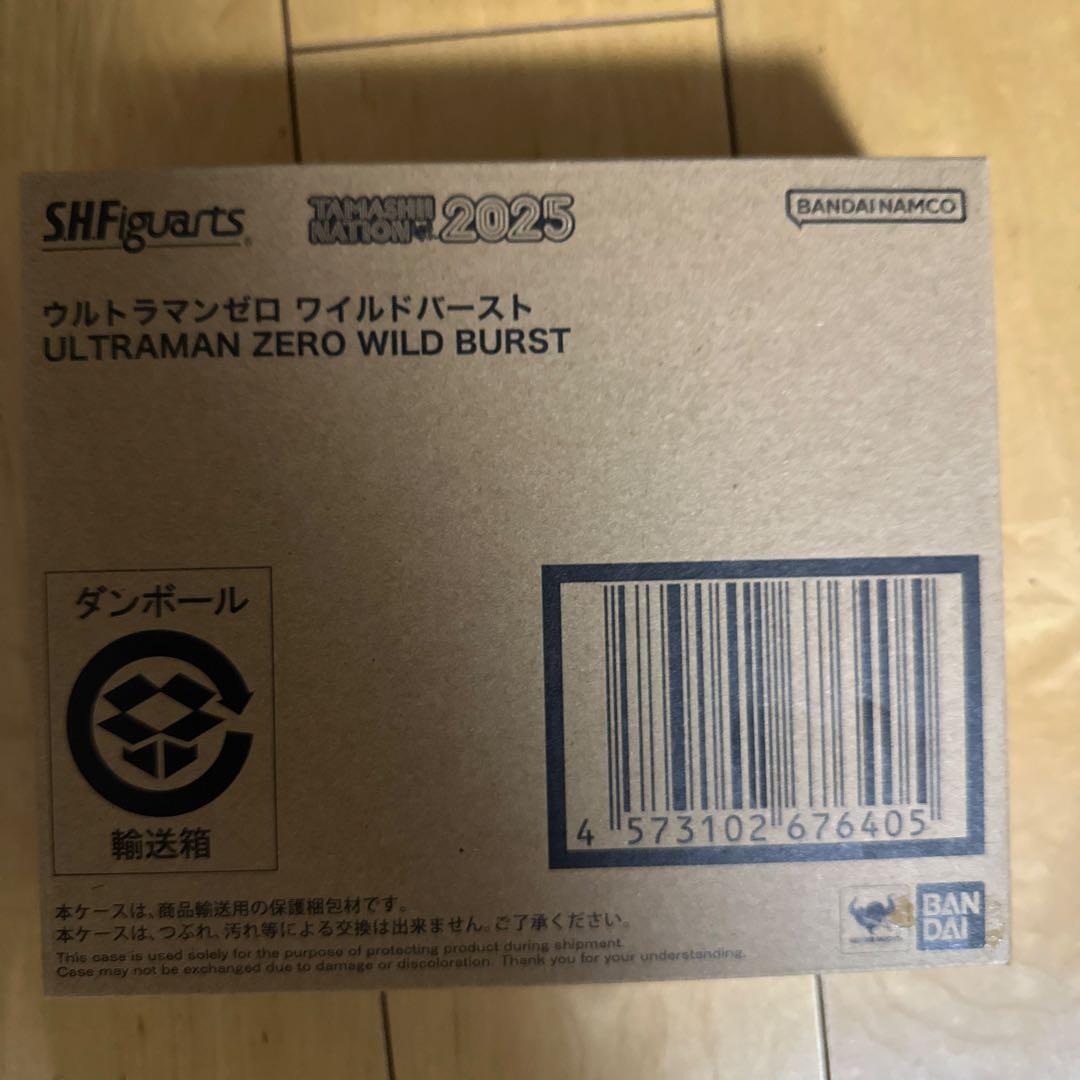 S.H.Figuarts
TAMASHII NATION 2025
BANDAI NAMCO
ウルトラマンゼロ ワイルドバースト
ULTRAMAN ZERO WILD BURST
ダンボール
輸送箱
4 573102 676405
本ケースは、商品輸送用の保護梱包材です。
本ケースは、つぶれ、汚れ等による交換は出来ません。ご了承ください。
This case is used solely for the purpose of protecting product during shipment.
Case may not be exchanged due to damage or discoloration. Thank you for your understanding.
BAN
DAI